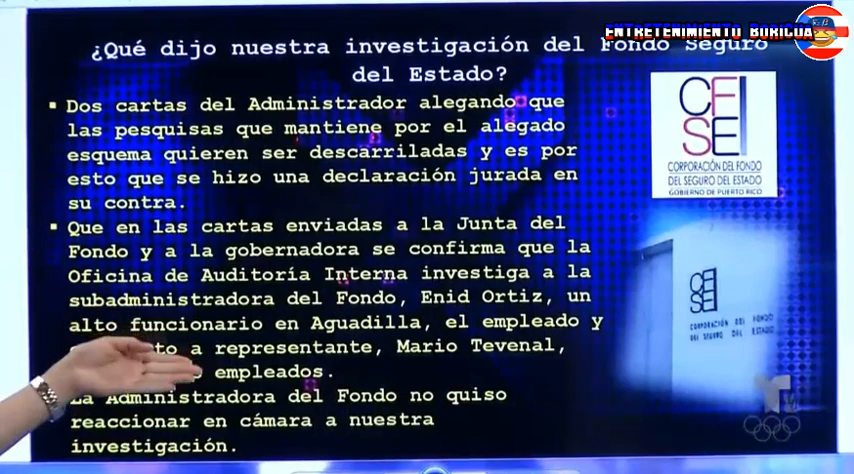 ENTRETENIMIENTO BORICUA
¿Qué dijo nuestra investigación del Fondo Seguro
del Estado?
▪ Dos cartas del Administrador alegando que
las pesquisas que mantiene por el alegado
esquema quieren ser descarriladas y es por
esto que se hizo una declaración jurada en
su contra.
▪ Que en las cartas enviadas a la Junta del
Fondo y a la gobernadora se confirma que la
Oficina de Auditoría Interna investiga a la
subadministradora del Fondo, Enid Ortiz, un
alto funcionario en Aguadilla, el empleado y
a representante, Mario Tevenal,
empleados.
La Administradora del Fondo no quiso
reaccionar en cámara a nuestra
investigación.
CFSE
CORPORACIÓN DEL FONDO
DEL SEGURO DEL ESTADO
GOBIERNO DE PUERTO RICO
CFSE
CORPORACIÓN DEL FONDO
DEL SEGURO DEL ESTADO